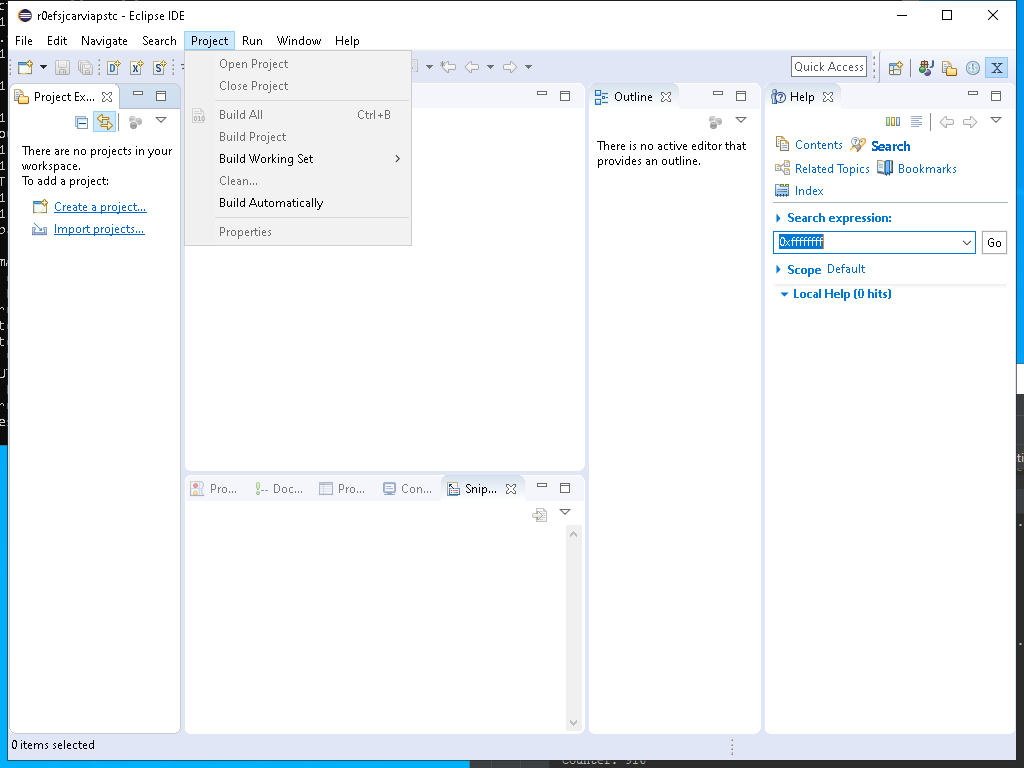 r0efsjcarviapstc - Eclipse IDE
File Edit Navigate Search Project Run Window Help
Quick Access
Open Project
Close Project
Build All Ctrl+B
Build Project
Build Working Set
Clean...
Build Automatically
Properties
Project Ex...
There are no projects in your
workspace.
To add a project:
Create a project...
Import projects...
Outline
There is no active editor that
provides an outline.
Help
Contents Search
Related Topics Bookmarks
Index
Search expression:
0xffffffff Go
Scope Default
Local Help (0 hits)
Pro... Doc... Pro... Con... Snip...
0 items selected